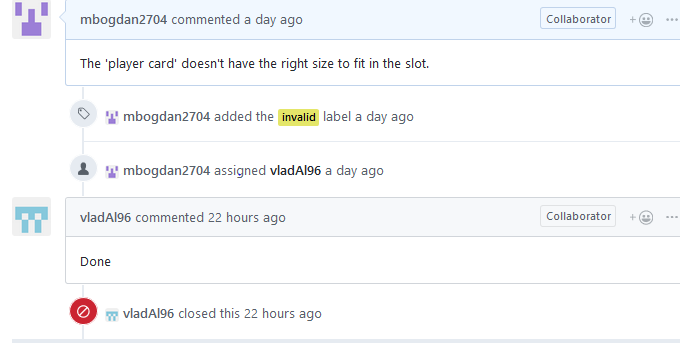 mbogdan2704 commented a day ago Collaborator + ...
The 'player card' doesn't have the right size to fit in the slot.
mbogdan2704 added the invalid label a day ago
mbogdan2704 assigned vladAl96 a day ago
vladAl96 commented 22 hours ago Collaborator + ...
Done
vladAl96 closed this 22 hours ago